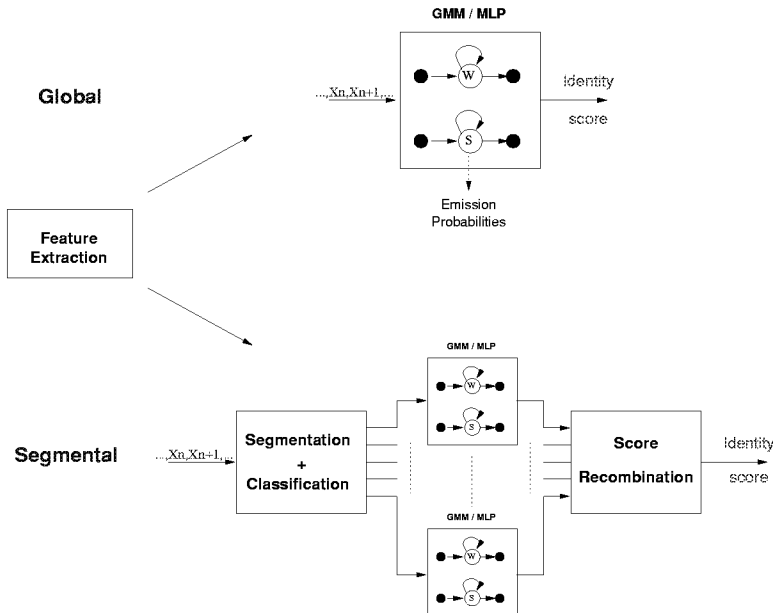 GMM / MLP
Global
...,Xn,Xn+1,...
W
S
Identity
score
Emission
Probabilities
Feature
Extraction
GMM / MLP
W
S
Segmental
...,Xn,Xn+1,...
Segmentation
+
Classification
Score
Recombination
Identity
score
GMM / MLP
W
S